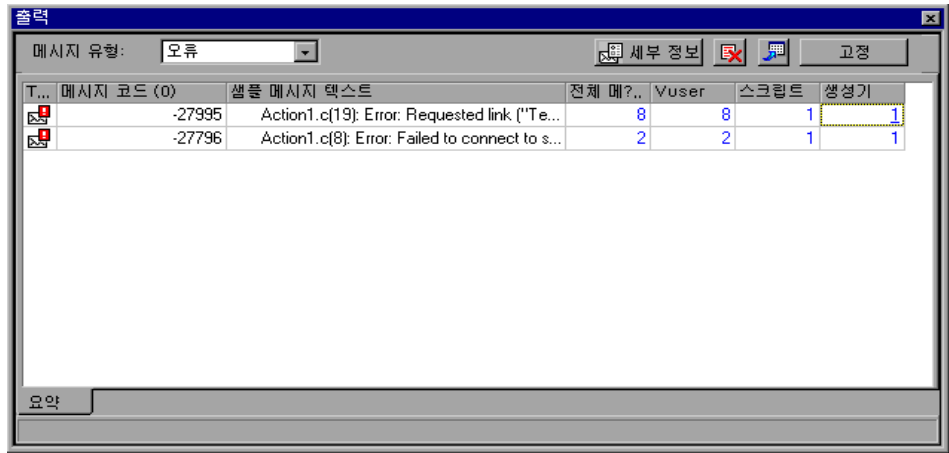 출력
메시지 유형: 오류 세부 정보 고정
T... 메시지 코드 (0) 샘플 메시지 텍스트 전체 메?.. Vuser 스크립트 생성기
-27995 Action1.c(19): Error: Requested link ("Te... 8 8 1 1
-27796 Action1.c(8): Error: Failed to connect to s... 2 2 1 1
요약